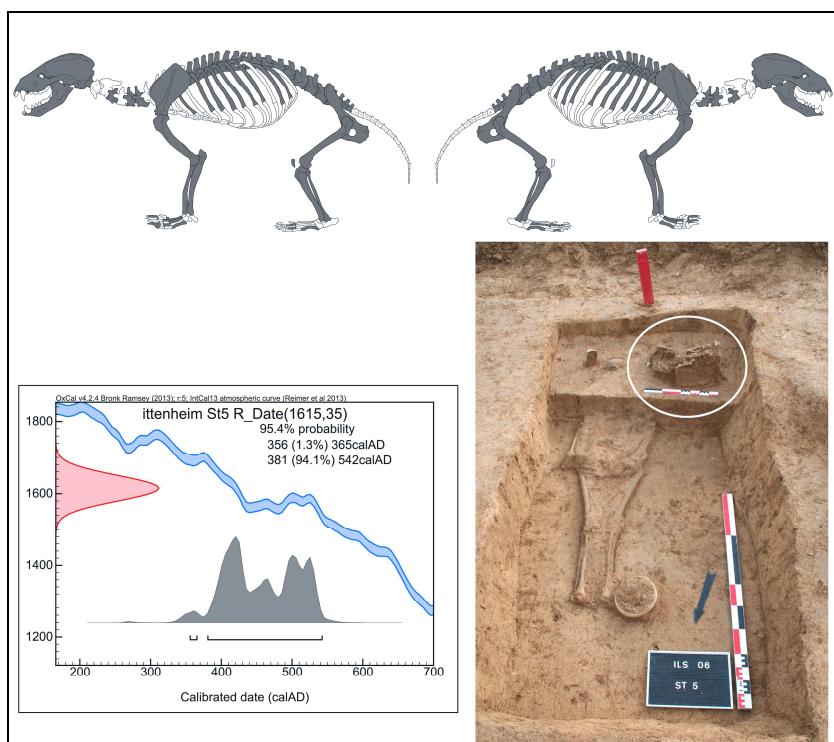 OxCal v4.2.4 Bronk Ramsey (2013); r:5; IntCal13 atmospheric curve (Reimer et al 2013)
ittenheim St5 R_Date(1615,35)
95.4% probability
356 (1.3%) 365calAD
381 (94.1%) 542calAD
1800
1600
1400
1200
200 300 400 500 600 700
Calibrated date (calAD)
ILS 06
ST 5